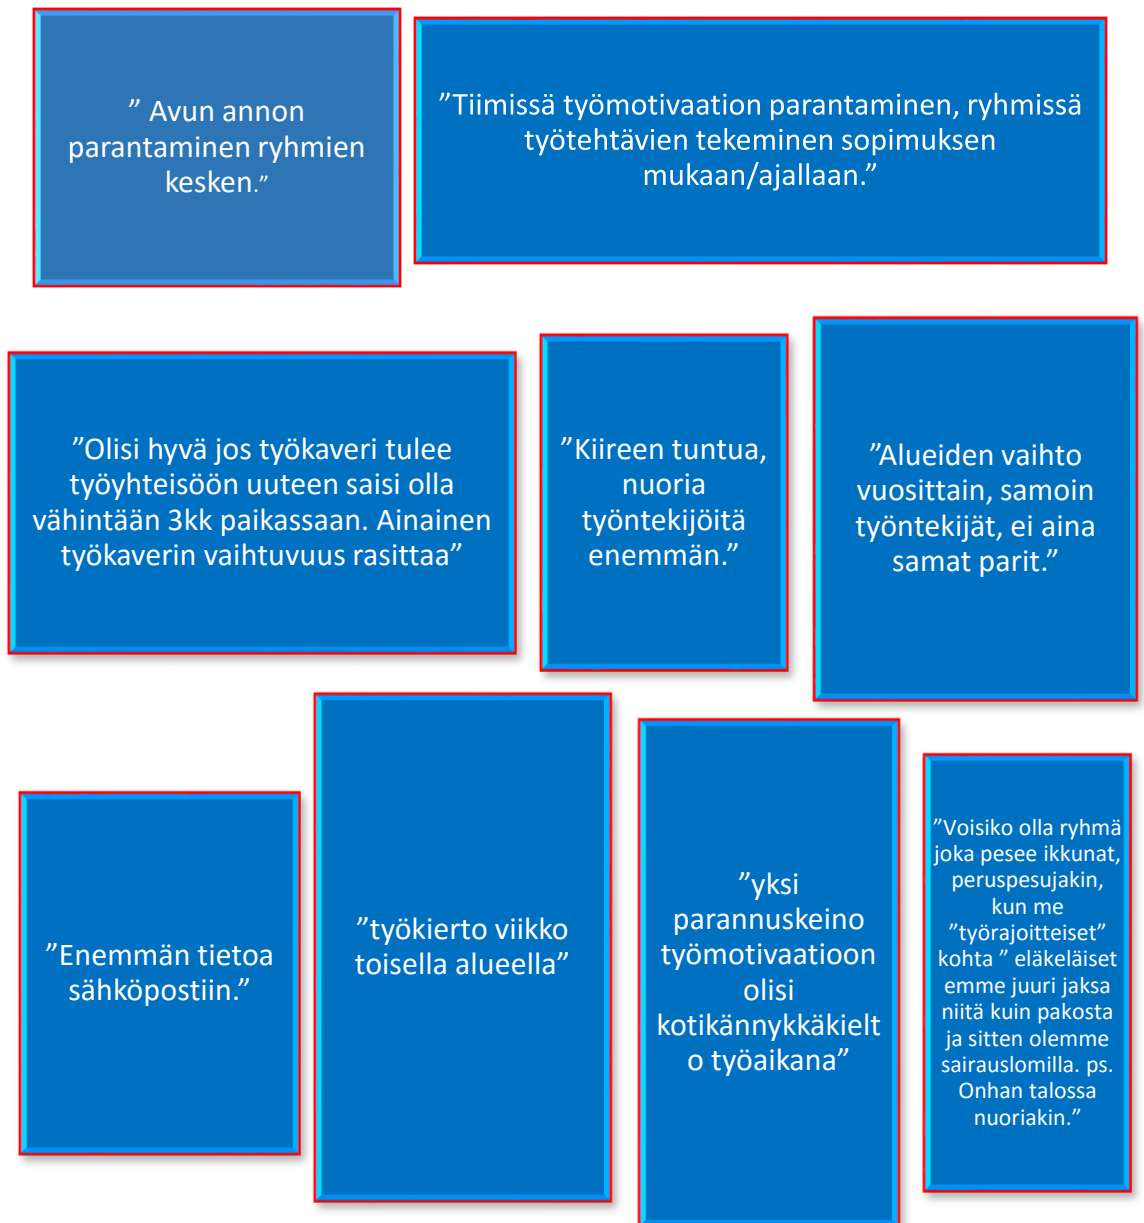 ” Avun annon
parantaminen ryhmien
kesken.”
”Tiimissä työmotivaation parantaminen, ryhmissä
työtehtävien tekeminen sopimuksen
mukaan/ajallaan.”
”Olisi hyvä jos työkaveri tulee
työyhteisöön uuteen saisi olla
vähintään 3kk paikassaan. Ainainen
työkaverin vaihtuvuus rasittaa”
”Kiireen tuntua,
nuoria
työntekijöitä
enemmän.”
”Alueiden vaihto
vuosittain, samoin
työntekijät, ei aina
samat parit.”
”Enemmän tietoa
sähköpostiin.”
”työkierto viikko
toisella alueella”
”yksi
parannuskeino
työmotivaatioon
olisi
kotikännykkäkielt
o työaikana”
”Voisiko olla ryhmä
joka pesee ikkunat,
peruspesujakin,
kun me
”työrajoitteiset”
kohta ” eläkeläiset
emme juuri jaksa
niitä kuin pakosta
ja sitten olemme
sairauslomilla. ps.
Onhan talossa
nuoriakin.”